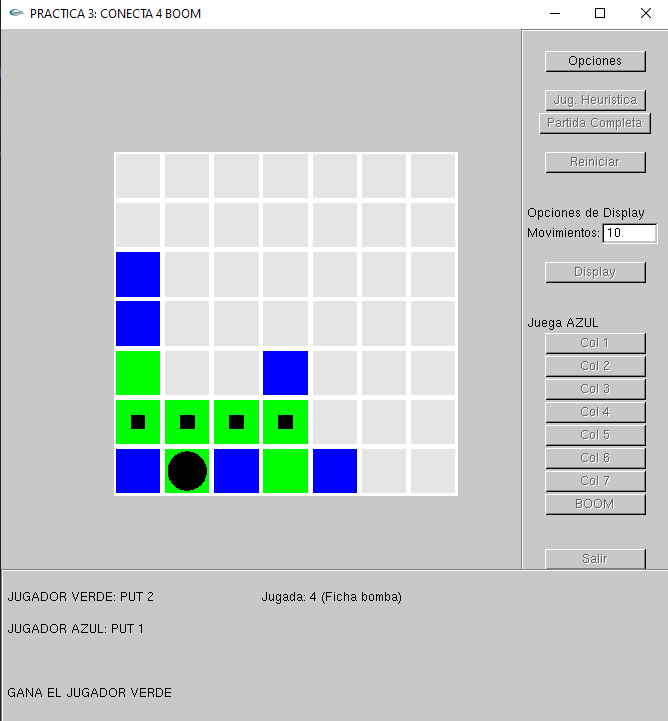 PRACTICA 3: CONECTA 4 BOOM
Opciones
Jug. Heuristica
Partida Completa
Reiniciar
Opciones de Display
Movimientos: 10
Display
Juega AZUL
Col 1
Col 2
Col 3
Col 4
Col 5
Col 6
Col 7
BOOM
Salir
JUGADOR VERDE: PUT 2 Jugada: 4 (Ficha bomba)
JUGADOR AZUL: PUT 1
GANA EL JUGADOR VERDE